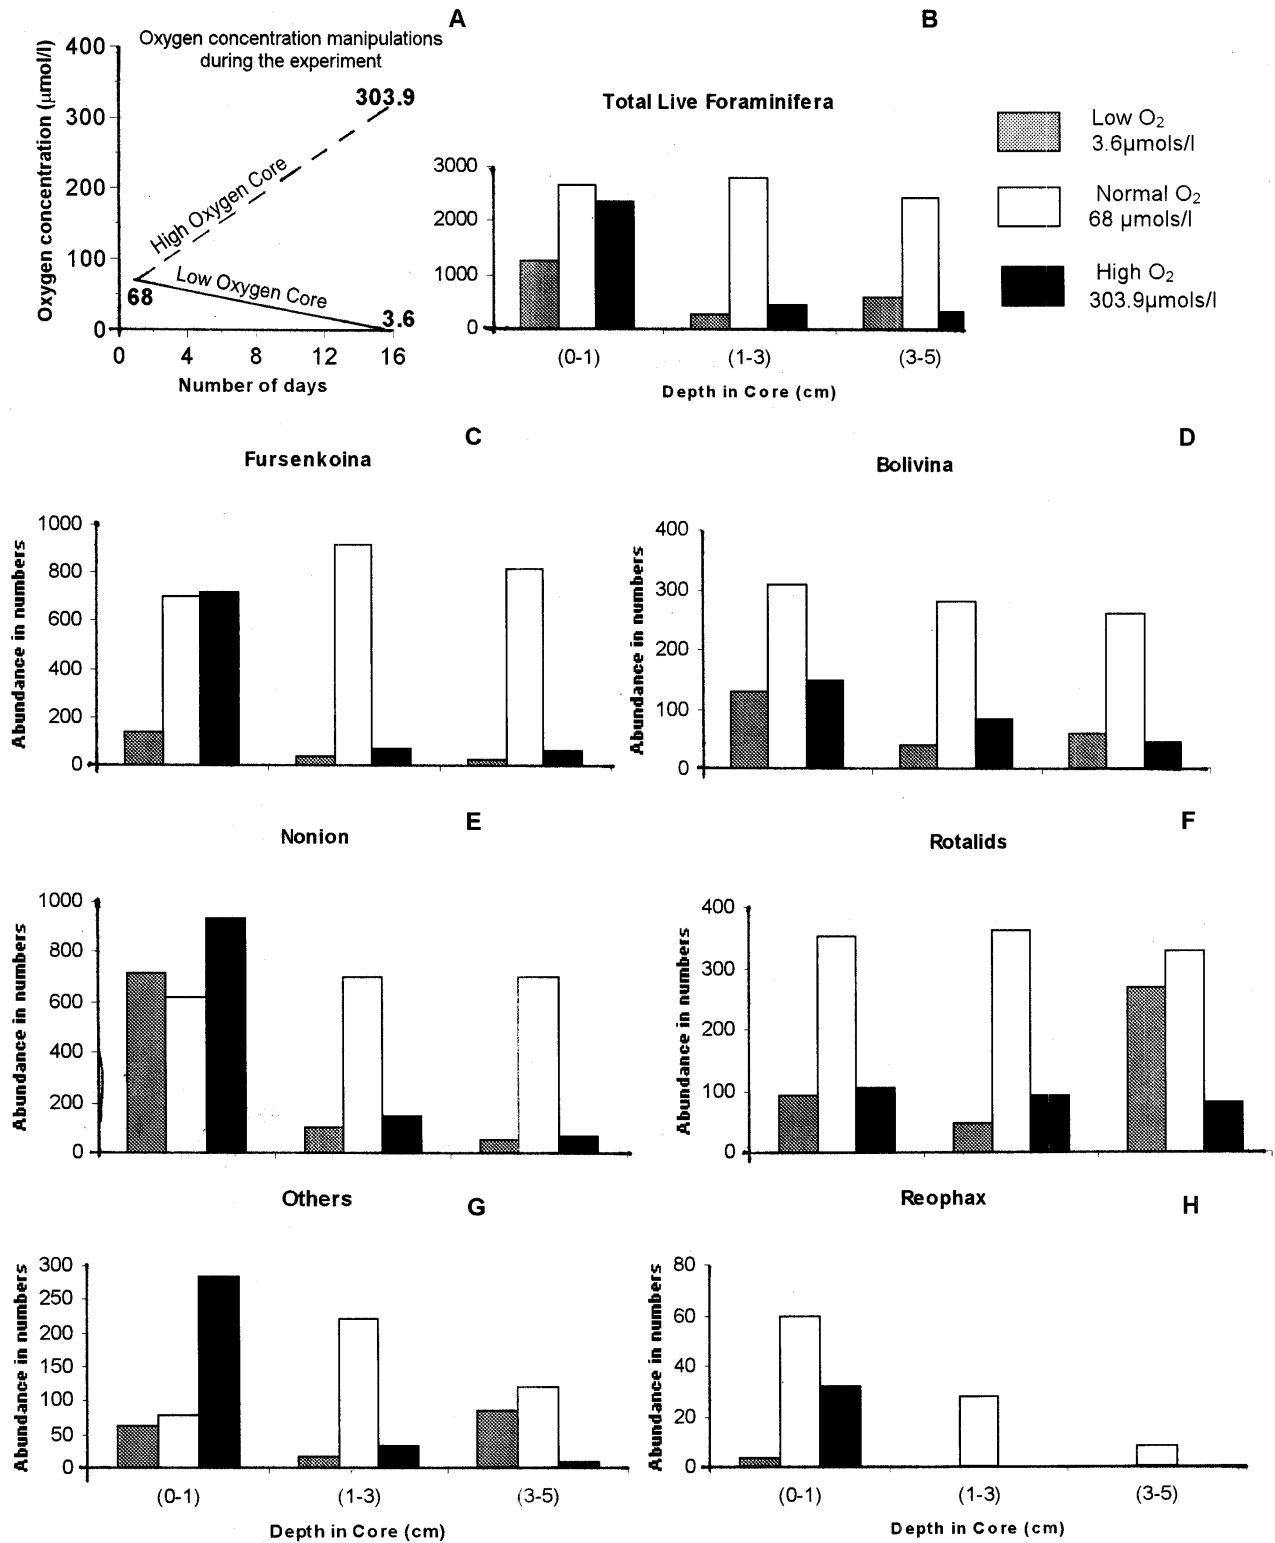 A
Oxygen concentration manipulations
during the experiment
Oxygen concentration (µmol/l)
400
300
200
100
0
303.9
High Oxygen Core
Low Oxygen Core
68
3.6
0 4 8 12 16
Number of days
B
Total Live Foraminifera
3000
2000
1000
0
(0-1) (1-3) (3-5)
Depth in Core (cm)
Low O₂
3.6µmols/l
Normal O₂
68 µmols/l
High O₂
303.9µmols/l
C
Fursenkoina
Abundance in numbers
1000
800
600
400
200
0
D
Bolivina
Abundance in numbers
400
300
200
100
0
E
Nonion
Abundance in numbers
1000
800
600
400
200
0
F
Rotalids
Abundance in numbers
400
300
200
100
0
G
Others
Abundance in numbers
300
250
200
150
100
50
0
(0-1) (1-3) (3-5)
Depth in Core (cm)
H
Reophax
Abundance in numbers
80
60
40
20
0
(0-1) (1-3) (3-5)
Depth in Core (cm)